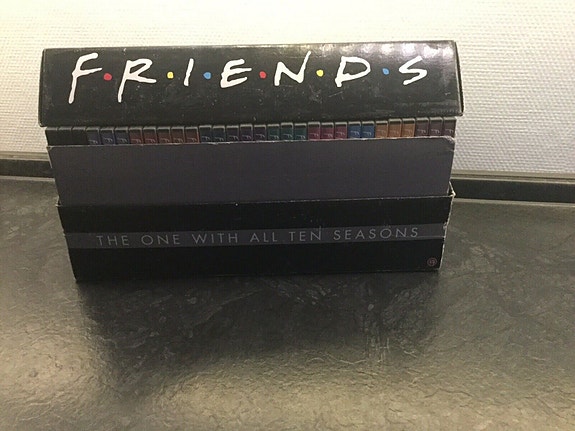 F•R•I•E•N•D•S
THE ONE WITH ALL TEN SEASONS